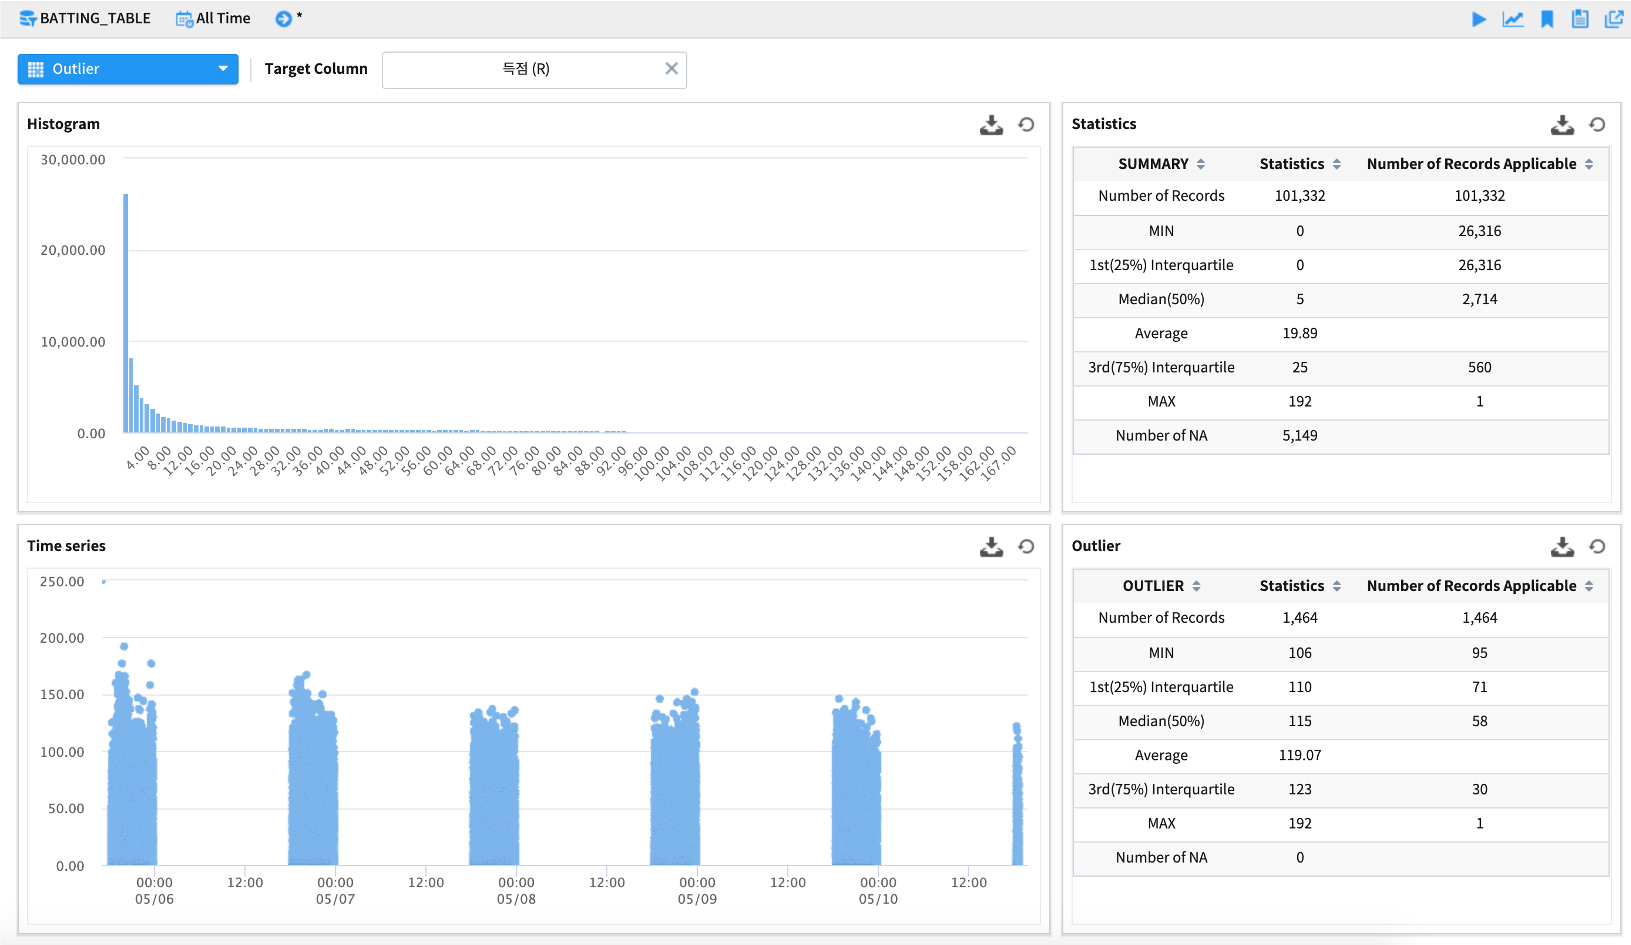 BATTING_TABLE All Time *
Outlier Target Column 득점 (R)
Histogram
30,000.00
20,000.00
10,000.00
0.00
4.00 8.00 12.00 16.00 20.00 24.00 28.00 32.00 36.00 40.00 44.00 48.00 52.00 56.00 60.00 64.00 68.00 72.00 76.00 80.00 84.00 88.00 92.00 96.00 100.00 104.00 108.00 112.00 116.00 120.00 124.00 128.00 132.00 136.00 140.00 144.00 148.00 152.00 158.00 162.00 167.00
Statistics
SUMMARY Statistics Number of Records Applicable
Number of Records 101,332 101,332
MIN 0 26,316
1st(25%) Interquartile 0 26,316
Median(50%) 5 2,714
Average 19.89
3rd(75%) Interquartile 25 560
MAX 192 1
Number of NA 5,149
Time series
250.00
200.00
150.00
100.00
50.00
0.00
00:00 12:00 00:00 12:00 00:00 12:00 00:00 12:00 00:00 12:00
05/06 05/07 05/08 05/09 05/10
Outlier
OUTLIER Statistics Number of Records Applicable
Number of Records 1,464 1,464
MIN 106 95
1st(25%) Interquartile 110 71
Median(50%) 115 58
Average 119.07
3rd(75%) Interquartile 123 30
MAX 192 1
Number of NA 0